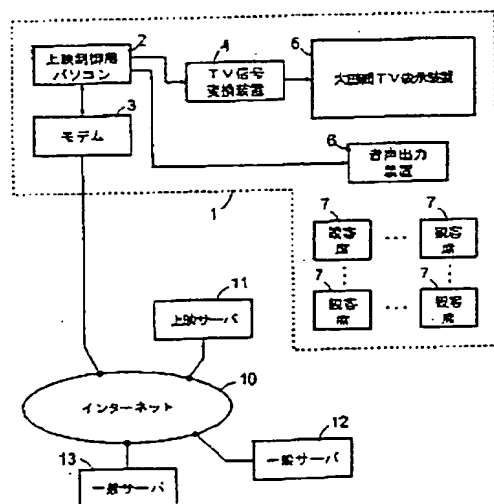 2
上映制御用
パソコン
4
TV信号
変換装置
5
大画面TV表示装置
3
モデム
6
音声出力
装置
1
7
観客
席
...
7
観客
席
7
観客
席
...
7
観客
席
11
上映サーバ
10
インターネット
12
一般サーバ
13
一般サーバ